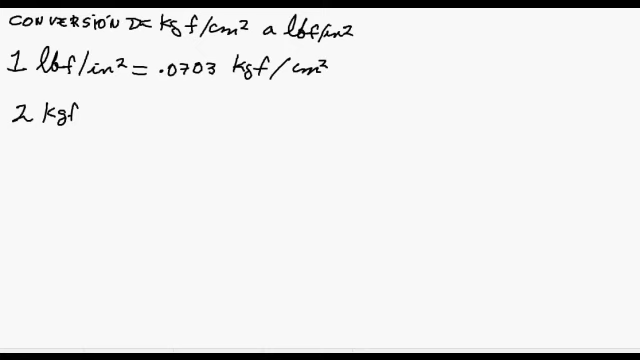 CONVERSIÓN DE kgf/cm² a lbf/in²
1 lbf/in² = .0703 kgf/cm²
2 kgf